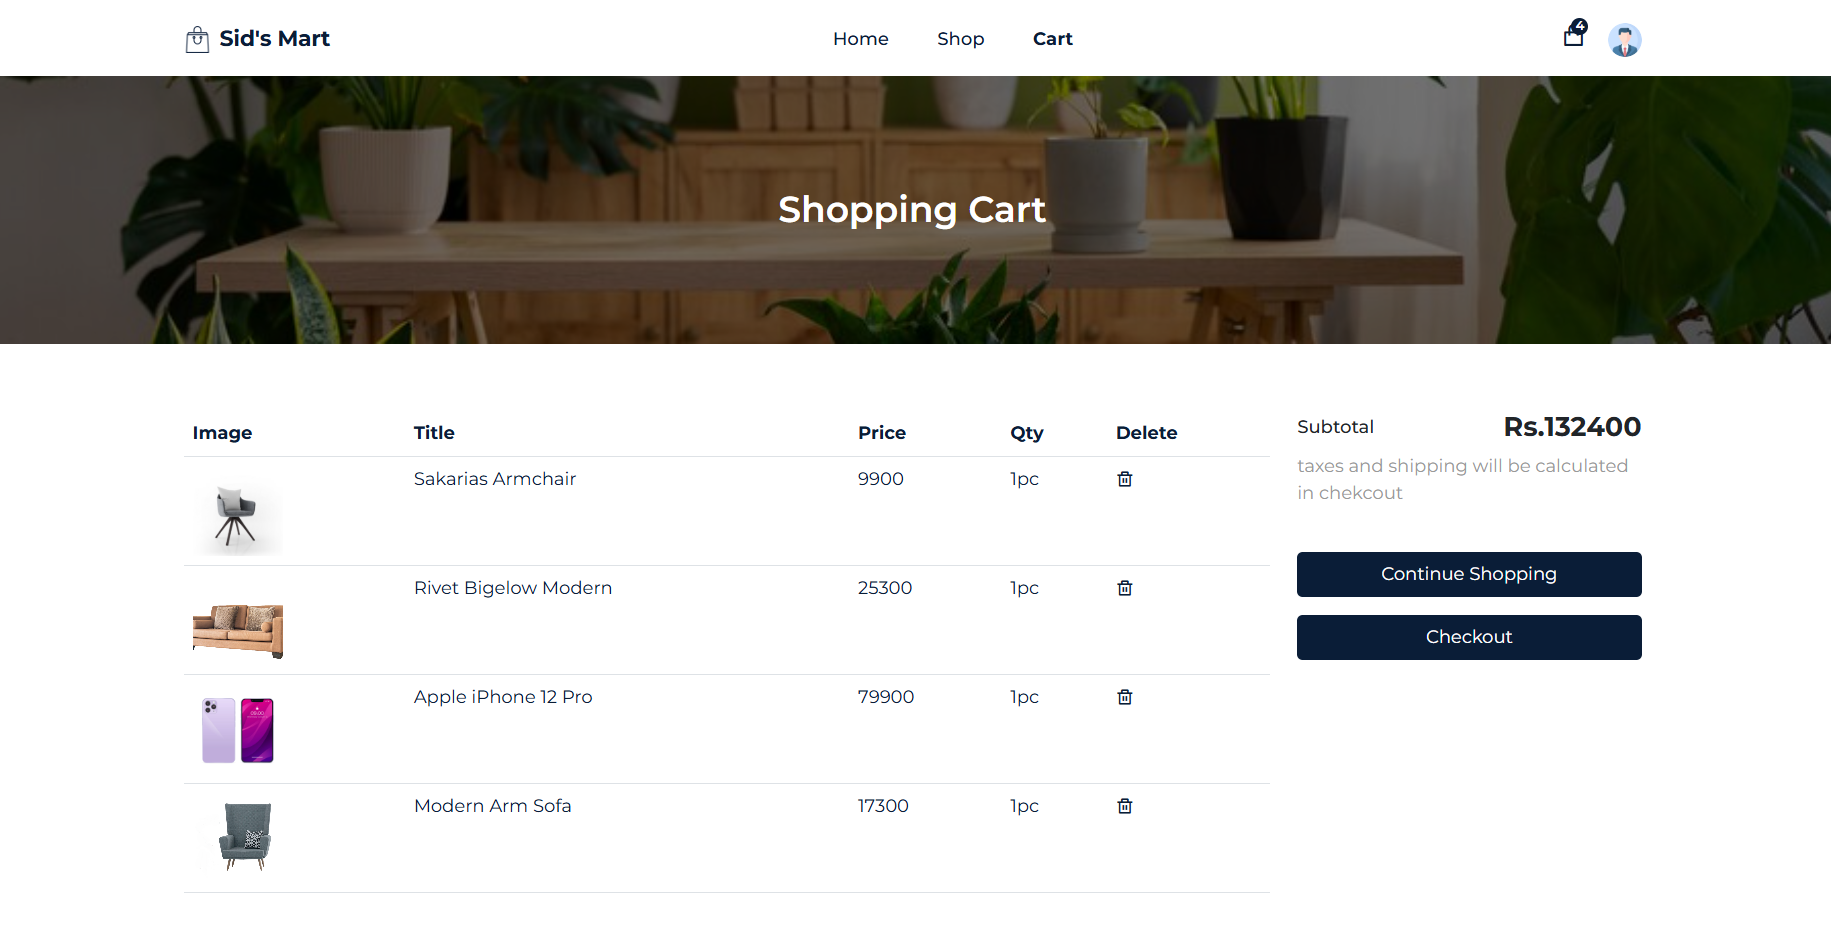 Sid's Mart
Home Shop Cart
4
Shopping Cart
Image Title Price Qty Delete
Sakarias Armchair 9900 1pc
Rivet Bigelow Modern 25300 1pc
Apple iPhone 12 Pro 79900 1pc
Modern Arm Sofa 17300 1pc
Subtotal Rs.132400
taxes and shipping will be calculated
in chekcout
Continue Shopping
Checkout